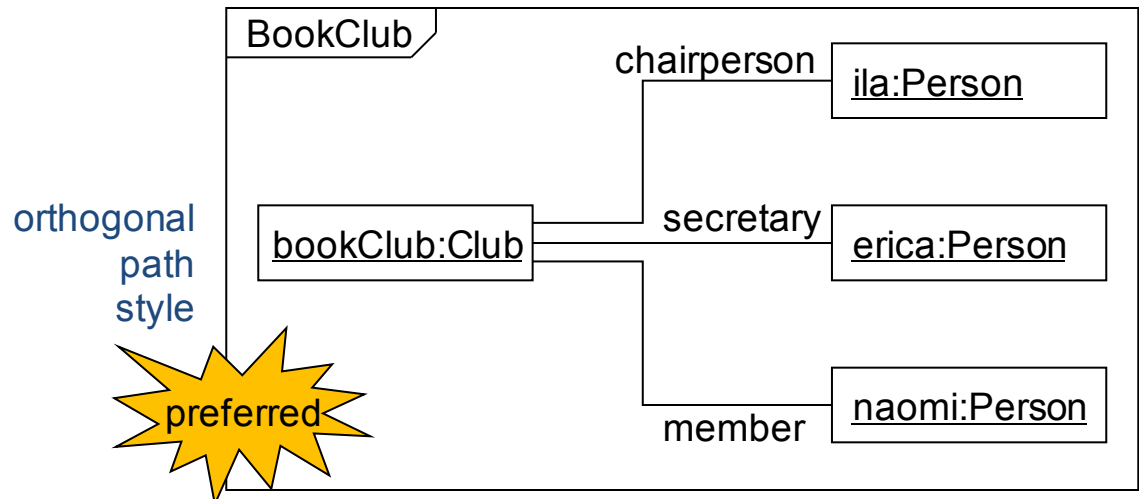 BookClub
chairperson
ila:Person
orthogonal
path
style
bookClub:Club
secretary
erica:Person
preferred
member
naomi:Person